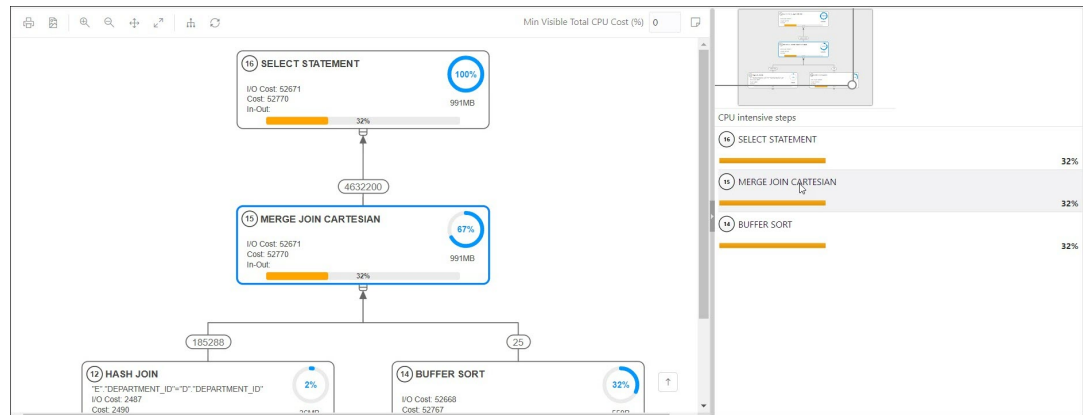 Min Visible Total CPU Cost (%) 0
16 SELECT STATEMENT
100%
I/O Cost: 52671
Cost: 52770
In-Out:
991MB
32%
4632200
15 MERGE JOIN CARTESIAN
67%
I/O Cost: 52671
Cost: 52770
In-Out:
991MB
32%
185288
25
12 HASH JOIN
"E"."DEPARTMENT_ID"="D"."DEPARTMENT_ID"
2%
I/O Cost: 2487
Cost: 2490
14 BUFFER SORT
32%
I/O Cost: 52668
Cost: 52767
CPU intensive steps
16 SELECT STATEMENT
32%
15 MERGE JOIN CARTESIAN
32%
14 BUFFER SORT
32%